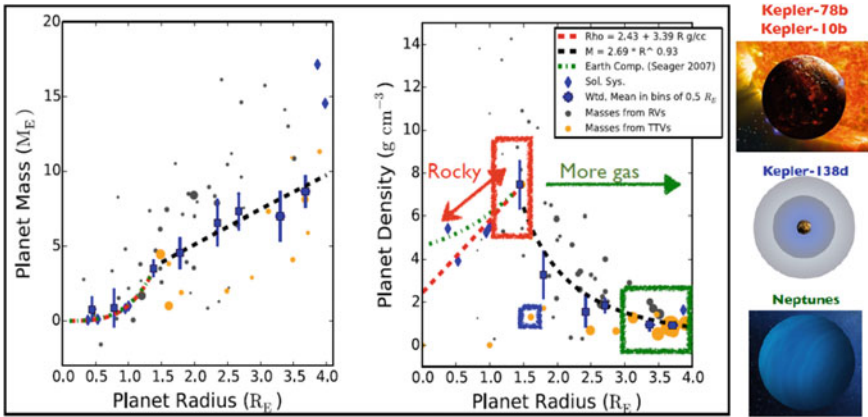 Planet Mass (M_E)
20
15
10
5
0
0.0 0.5 1.0 1.5 2.0 2.5 3.0 3.5 4.0
Planet Radius (R_E)
Planet Density (g cm⁻³)
14
12
10
8
6
4
2
0
Rho = 2.43 + 3.39 R g/cc
M = 2.69 * R^ 0.93
Earth Comp. (Seager 2007)
Sol. Sys.
Wtd. Mean in bins of 0.5 R_E
Masses from RVs
Masses from TTVs
Rocky
More gas
0.0 0.5 1.0 1.5 2.0 2.5 3.0 3.5 4.0
Planet Radius (R_E)
Kepler-78b
Kepler-10b
Kepler-138d
Neptunes